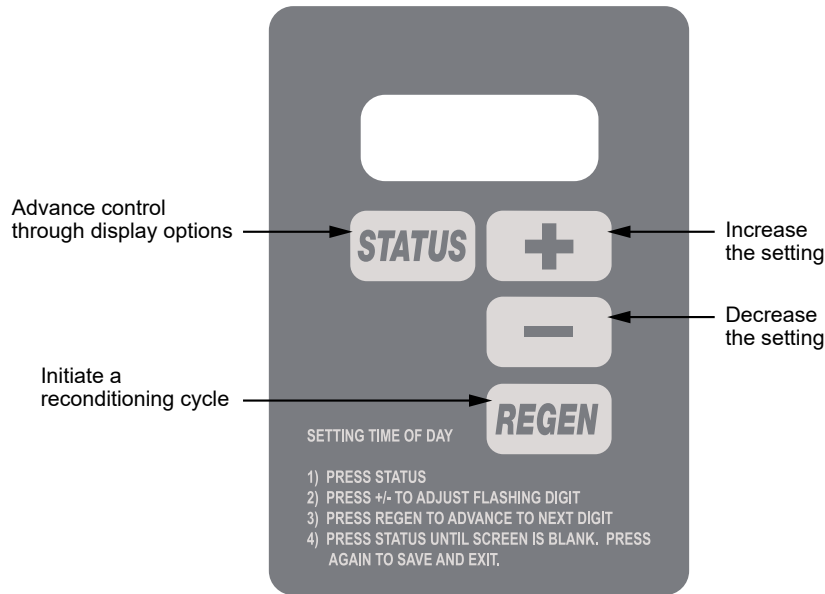 Advance control
through display options
STATUS
+
Increase
the setting
−
Decrease
the setting
Initiate a
reconditioning cycle
REGEN
SETTING TIME OF DAY
1) PRESS STATUS
2) PRESS +/- TO ADJUST FLASHING DIGIT
3) PRESS REGEN TO ADVANCE TO NEXT DIGIT
4) PRESS STATUS UNTIL SCREEN IS BLANK. PRESS
AGAIN TO SAVE AND EXIT.